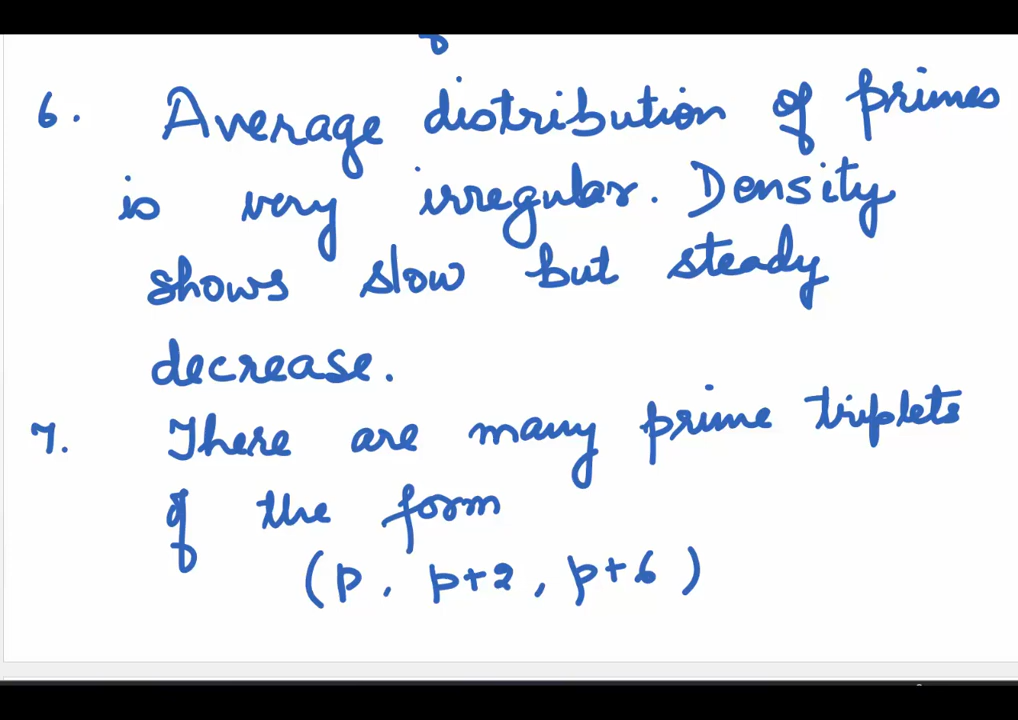 6. Average distribution of primes
is very irregular. Density
shows slow but steady
decrease.
7. There are many prime triplets
of the form
(p, p+2, p+6)